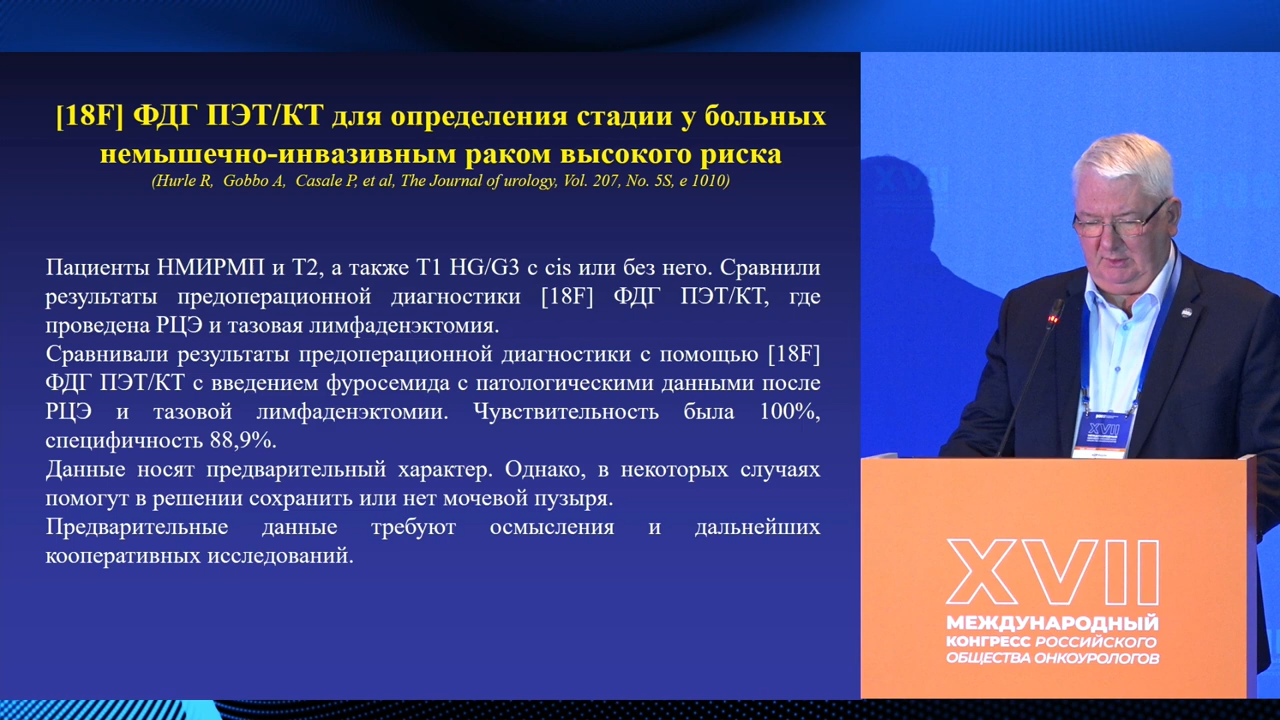 [18F] ФДГ ПЭТ/КТ для определения стадии у больных
немышечно-инвазивным раком высокого риска
(Hurle R, Gobbo A, Casale P, et al, The Journal of urology, Vol. 207, No. 5S, e 1010)
Пациенты НМИРМП и Т2, а также Т1 HG/G3 с cis или без него. Сравнили
результаты предоперационной диагностики [18F] ФДГ ПЭТ/КТ, где
проведена РЦЭ и тазовая лимфаденэктомия.
Сравнивали результаты предоперационной диагностики с помощью [18F]
ФДГ ПЭТ/КТ с введением фуросемида с патологическими данными после
РЦЭ и тазовой лимфаденэктомии. Чувствительность была 100%,
специфичность 88,9%.
Данные носят предварительный характер. Однако, в некоторых случаях
помогут в решении сохранить или нет мочевой пузыря.
Предварительные данные требуют осмысления и дальнейших
кооперативных исследований.
XVII
XVII
XVII
МЕЖДУНАРОДНЫЙ
КОНГРЕСС РОССИЙСКОГО
ОБЩЕСТВА ОНКОУРОЛОГОВ